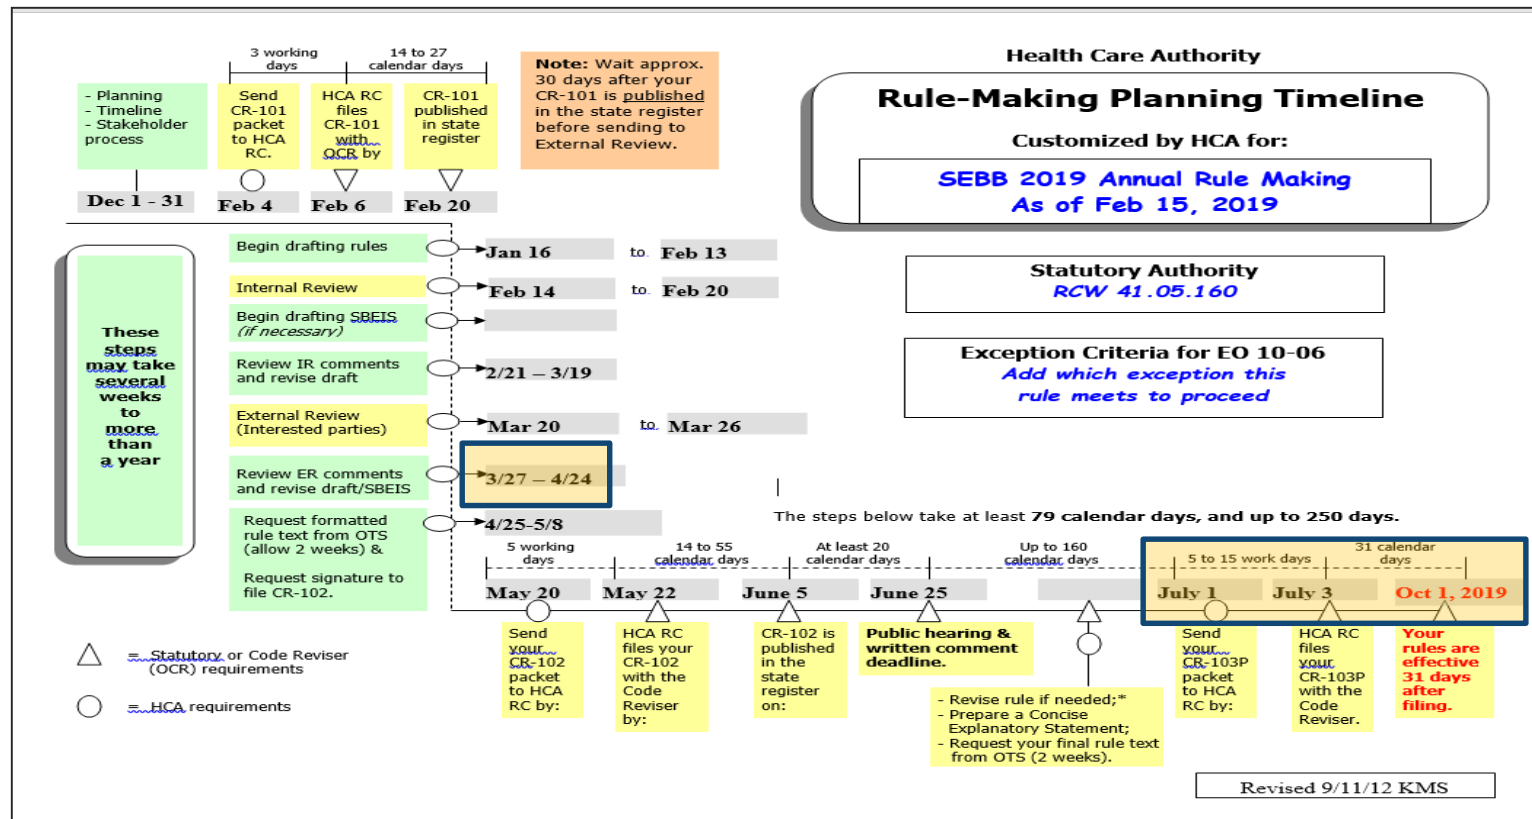 Health Care Authority
Rule-Making Planning Timeline
Customized by HCA for:
SEBB 2019 Annual Rule Making
As of Feb 15, 2019
Statutory Authority
RCW 41.05.160
Exception Criteria for EO 10-06
Add which exception this
rule meets to proceed
3 working
days
14 to 27
calendar days
- Planning
- Timeline
- Stakeholder
process
Send
CR-101
packet
to HCA
RC.
HCA RC
files
CR-101
with
OCR by
CR-101
published
in state
register
Note: Wait approx.
30 days after your
CR-101 is published
in the state register
before sending to
External Review.
Dec 1 - 31
Feb 4
Feb 6
Feb 20
These
steps
may take
several
weeks
to
more
than
a year
Begin drafting rules
Jan 16 to Feb 13
Internal Review
Feb 14 to Feb 20
Begin drafting SBEIS
(if necessary)
Review IR comments
and revise draft
2/21 – 3/19
External Review
(Interested parties)
Mar 20 to Mar 26
Review ER comments
and revise draft/SBEIS
3/27 – 4/24
Request formatted
rule text from OTS
(allow 2 weeks) &
Request signature to
file CR-102.
4/25-5/8
The steps below take at least 79 calendar days, and up to 250 days.
5 working
days
14 to 55
calendar days
At least 20
calendar days
Up to 160
calendar days
5 to 15 work days
31 calendar
days
May 20
May 22
June 5
June 25
July 1
July 3
Oct 1, 2019
Send
your
CR-102
packet
to HCA
RC by:
HCA RC
files your
CR-102
with the
Code
Reviser
by:
CR-102 is
published
in the
state
register
on:
Public hearing &
written comment
deadline.
- Revise rule if needed;*
- Prepare a Concise
Explanatory Statement;
- Request your final rule text
from OTS (2 weeks).
Send
your
CR-103P
packet
to HCA
RC by:
HCA RC
files
your
CR-103P
with the
Code
Reviser.
Your
rules are
effective
31 days
after
filing.
= Statutory or Code Reviser
(OCR) requirements
= HCA requirements
Revised 9/11/12 KMS